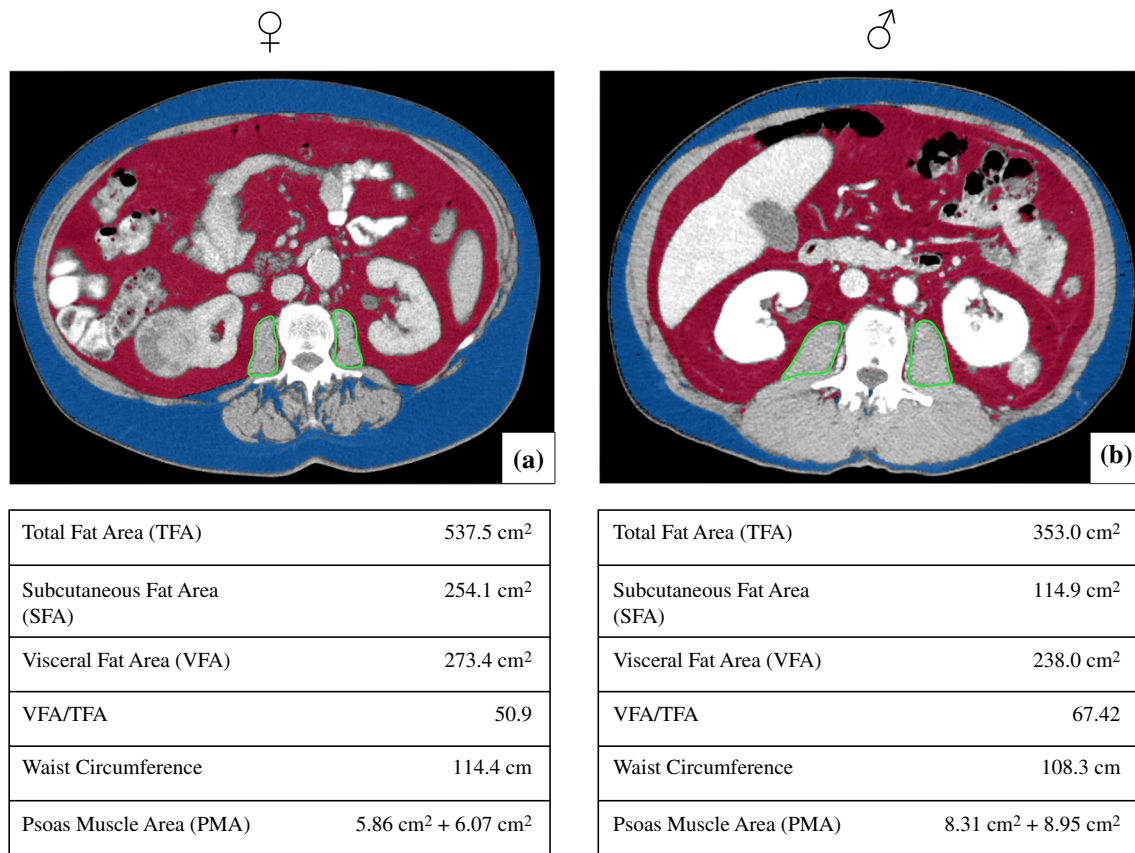 ♀
♂
(a)
(b)
Total Fat Area (TFA) 537.5 cm²
Subcutaneous Fat Area
(SFA) 254.1 cm²
Visceral Fat Area (VFA) 273.4 cm²
VFA/TFA 50.9
Waist Circumference 114.4 cm
Psoas Muscle Area (PMA) 5.86 cm² + 6.07 cm²
Total Fat Area (TFA) 353.0 cm²
Subcutaneous Fat Area
(SFA) 114.9 cm²
Visceral Fat Area (VFA) 238.0 cm²
VFA/TFA 67.42
Waist Circumference 108.3 cm
Psoas Muscle Area (PMA) 8.31 cm² + 8.95 cm²